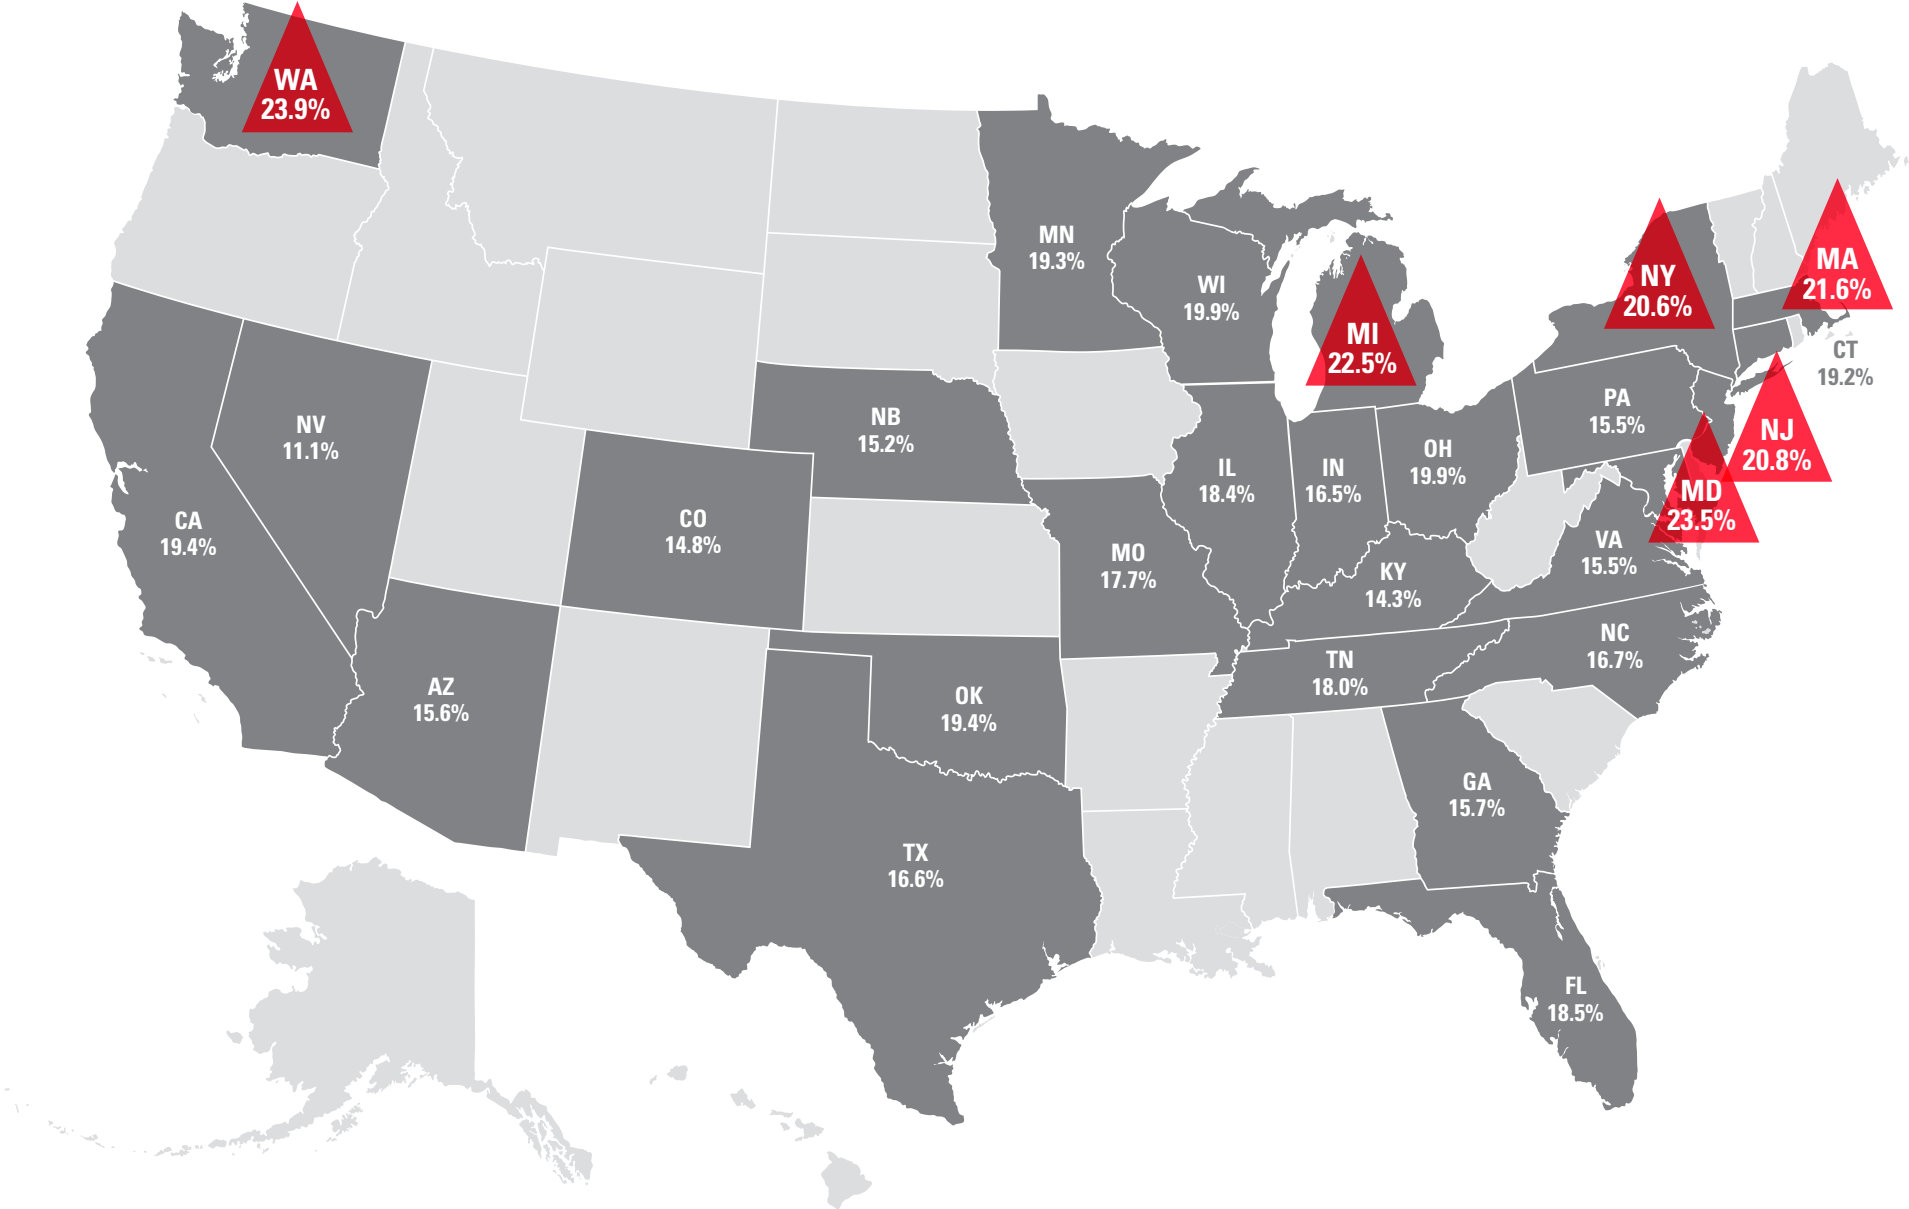 WA
23.9%
MN
19.3%
WI
19.9%
MI
22.5%
NY
20.6%
MA
21.6%
CT
19.2%
NV
11.1%
NB
15.2%
PA
15.5%
NJ
20.8%
IL
18.4%
IN
16.5%
OH
19.9%
MD
23.5%
CA
19.4%
CO
14.8%
MO
17.7%
KY
14.3%
VA
15.5%
AZ
15.6%
OK
19.4%
TN
18.0%
NC
16.7%
GA
15.7%
TX
16.6%
FL
18.5%